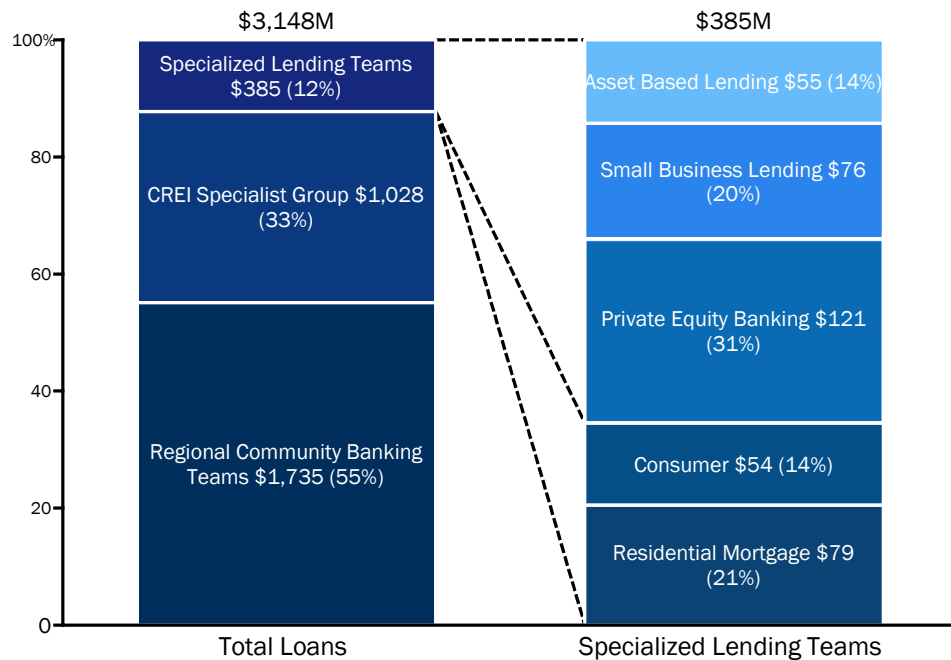 $3,148M
$385M
100%
80
60
40
20
0
Specialized Lending Teams
$385 (12%)
CREI Specialist Group $1,028
(33%)
Regional Community Banking
Teams $1,735 (55%)
Asset Based Lending $55 (14%)
Small Business Lending $76
(20%)
Private Equity Banking $121
(31%)
Consumer $54 (14%)
Residential Mortgage $79
(21%)
Total Loans
Specialized Lending Teams